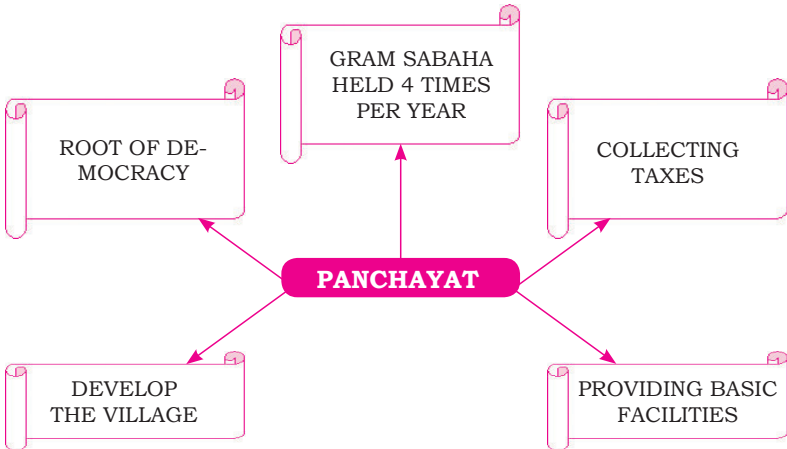 GRAM SABAHA
HELD 4 TIMES
PER YEAR
ROOT OF DE-
MOCRACY
COLLECTING
TAXES
PANCHAYAT
DEVELOP
THE VILLAGE
PROVIDING BASIC
FACILITIES